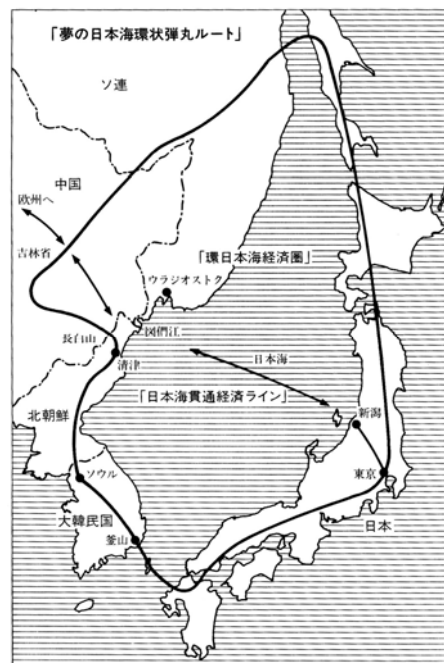 「夢の日本海環状弾丸ルート」
ソ連
中国
欧州へ
吉林省
「環日本海経済圏」
ウラジオストク
図們江
長白山
清津
日本海
「日本海貫通経済ライン」
北朝鮮
新潟
ソウル
東京
大韓民国
日本
釜山